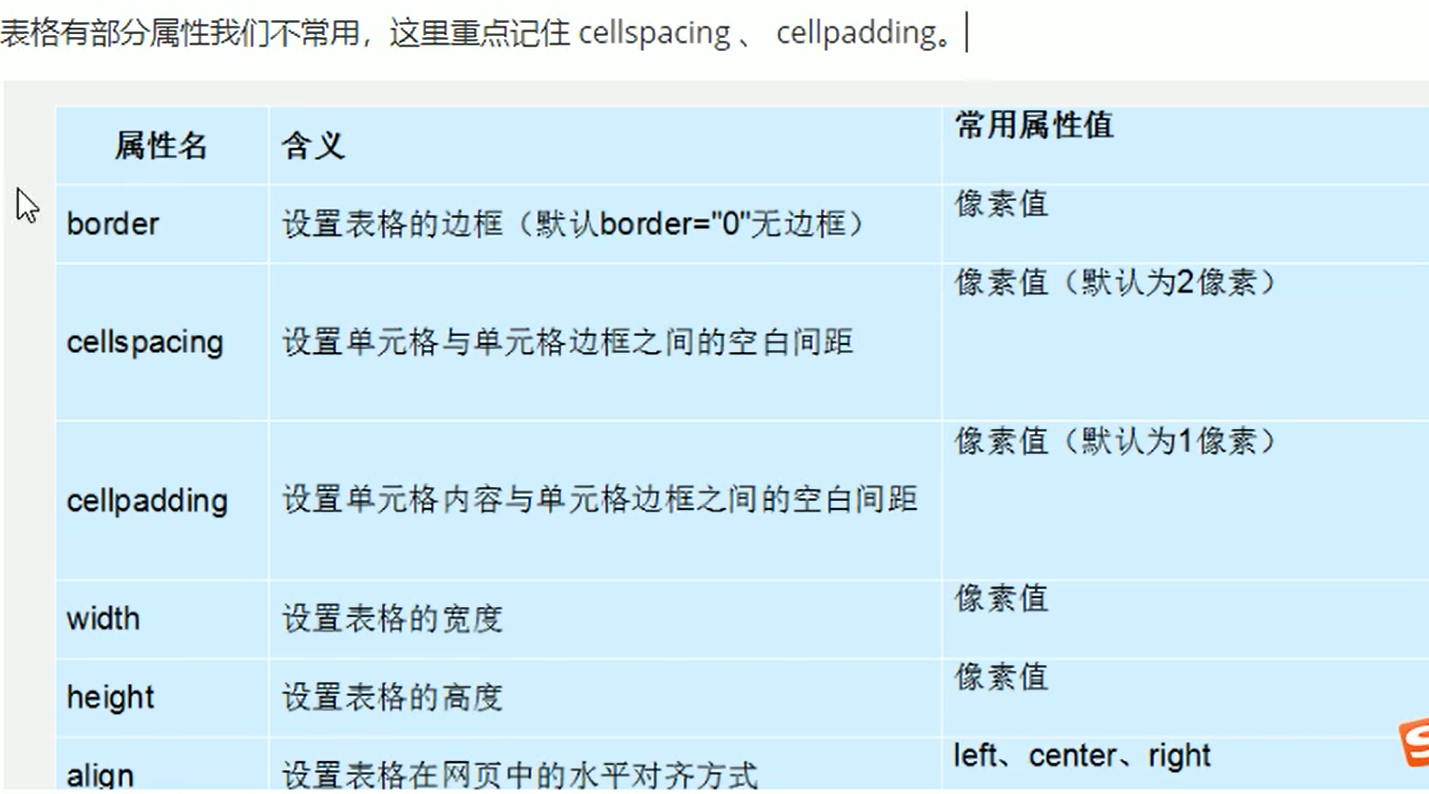 表格有部分属性我们不常用，这里重点记住 cellspacing 、 cellpadding。
属性名 含义 常用属性值
border 设置表格的边框（默认border="0"无边框） 像素值
cellspacing 设置单元格与单元格边框之间的空白间距 像素值（默认为2像素）
cellpadding 设置单元格内容与单元格边框之间的空白间距 像素值（默认为1像素）
width 设置表格的宽度 像素值
height 设置表格的高度 像素值
align 设置表格在网页中的水平对齐方式 left、center、right